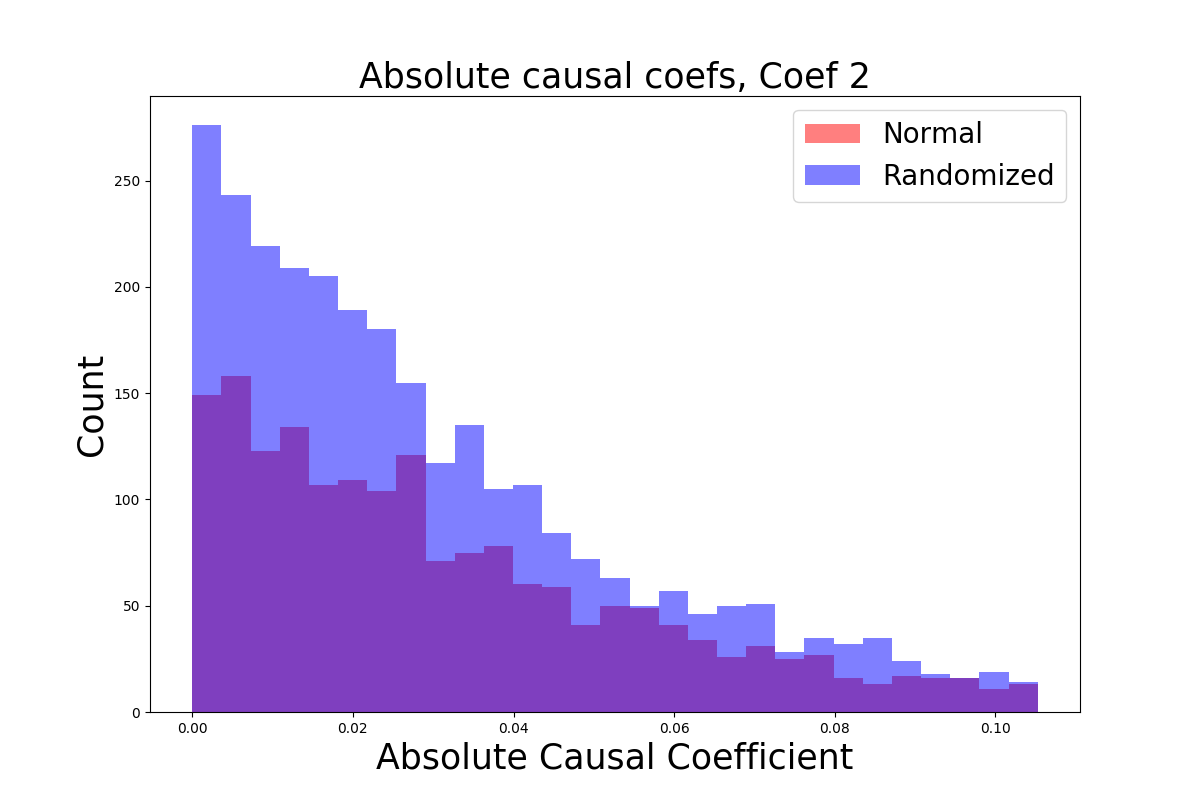 Absolute causal coefs, Coef 2
Normal
Randomized
Count
250
200
150
100
50
0
0.00 0.02 0.04 0.06 0.08 0.10
Absolute Causal Coefficient